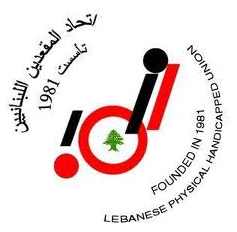 اتحاد المقعدين اللبنانيين
تأسست 1981
FOUNDED IN 1981
LEBANESE PHYSICAL HANDICAPPED UNION